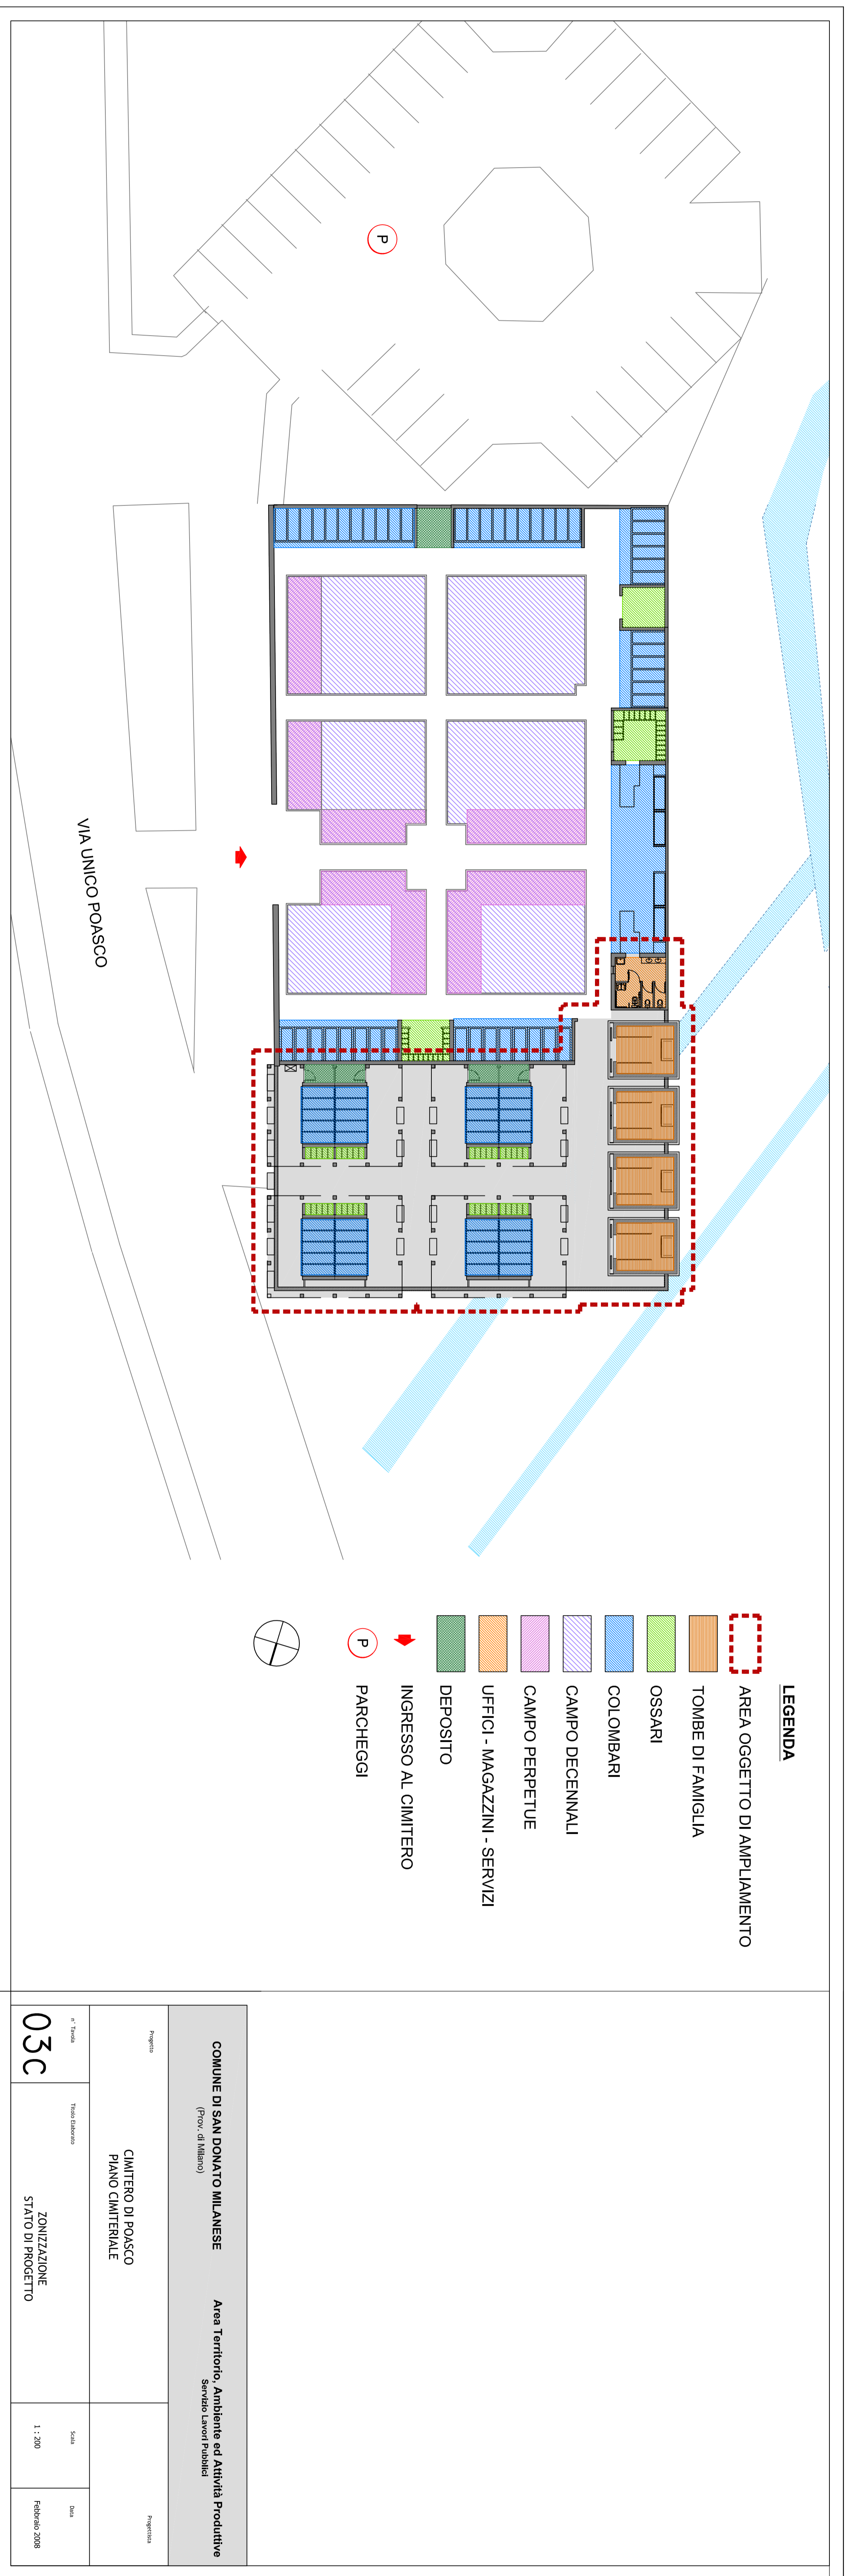 P
VIA UNICO POASCO
LEGENDA
AREA OGGETTO DI AMPLIAMENTO
TOMBE DI FAMIGLIA
OSSARI
COLOMBARI
CAMPO DECENNALI
CAMPO PERPETUE
UFFICI - MAGAZZINI - SERVIZI
DEPOSITO
INGRESSO AL CIMITERO
P
PARCHEGGI
COMUNE DI SAN DONATO MILANESE
(Prov. di Milano)
Area Territorio, Ambiente ed Attività Produttive
Servizio Lavori Pubblici
Progetto
CIMITERO DI POASCO
PIANO CIMITERIALE
Progettista
n° Tavola
03C
Titolo Elaborato
ZONIZZAZIONE
STATO DI PROGETTO
Scala
1 : 200
Data
Febbraio 2008